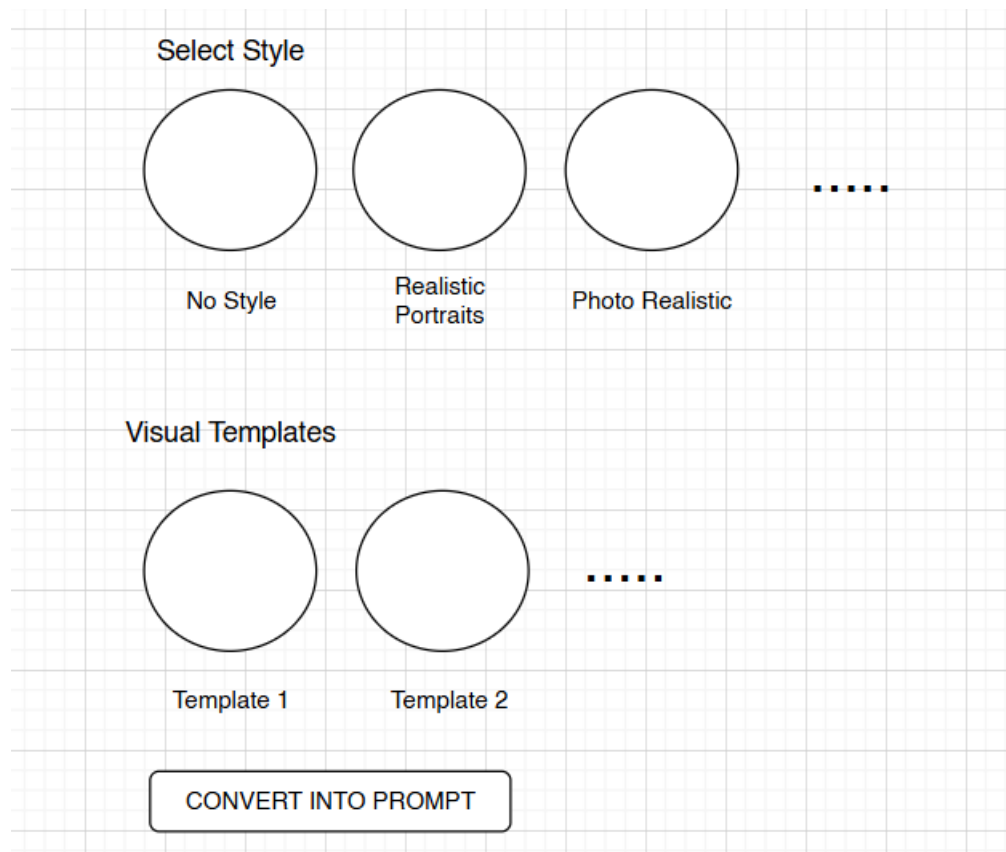 Select Style
No Style
Realistic
Portraits
Photo Realistic
.....
Visual Templates
.....
Template 1
Template 2
CONVERT INTO PROMPT